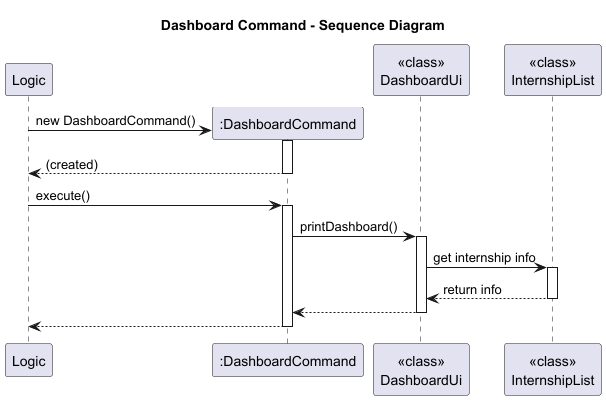 Dashboard Command - Sequence Diagram
Logic
«class»
DashboardUi
«class»
InternshipList
new DashboardCommand()
:DashboardCommand
(created)
execute()
printDashboard()
get internship info
return info
Logic
:DashboardCommand
«class»
DashboardUi
«class»
InternshipList